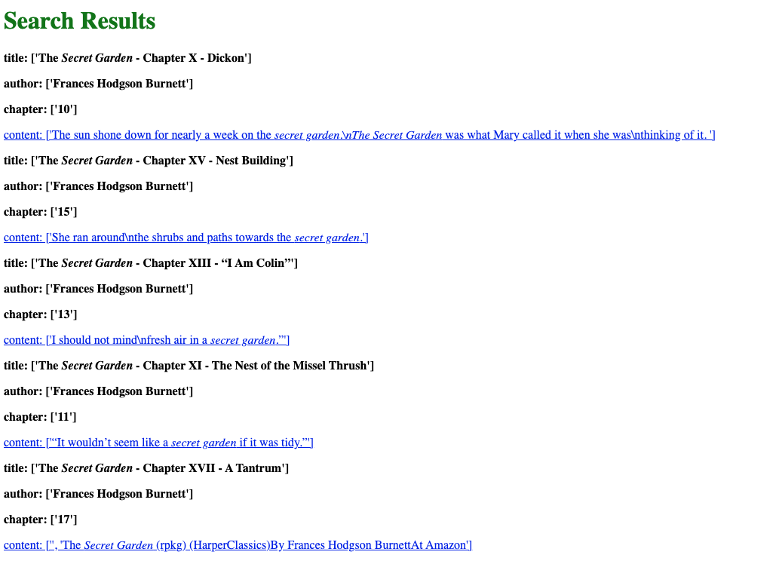 Search Results
title: ['The Secret Garden - Chapter X - Dickon']
author: ['Frances Hodgson Burnett']
chapter: ['10']
content: ['The sun shone down for nearly a week on the secret garden.\nThe Secret Garden was what Mary called it when she was\nthinking of it. ']
title: ['The Secret Garden - Chapter XV - Nest Building']
author: ['Frances Hodgson Burnett']
chapter: ['15']
content: ['She ran around\nthe shrubs and paths towards the secret garden.']
title: ['The Secret Garden - Chapter XIII - “I Am Colin”']
author: ['Frances Hodgson Burnett']
chapter: ['13']
content: ['I should not mind\nfresh air in a secret garden.”']
title: ['The Secret Garden - Chapter XI - The Nest of the Missel Thrush']
author: ['Frances Hodgson Burnett']
chapter: ['11']
content: ['“It wouldn’t seem like a secret garden if it was tidy.”']
title: ['The Secret Garden - Chapter XVII - A Tantrum']
author: ['Frances Hodgson Burnett']
chapter: ['17']
content: ['', 'The Secret Garden (rpkg) (HarperClassics)By Frances Hodgson BurnettAt Amazon']